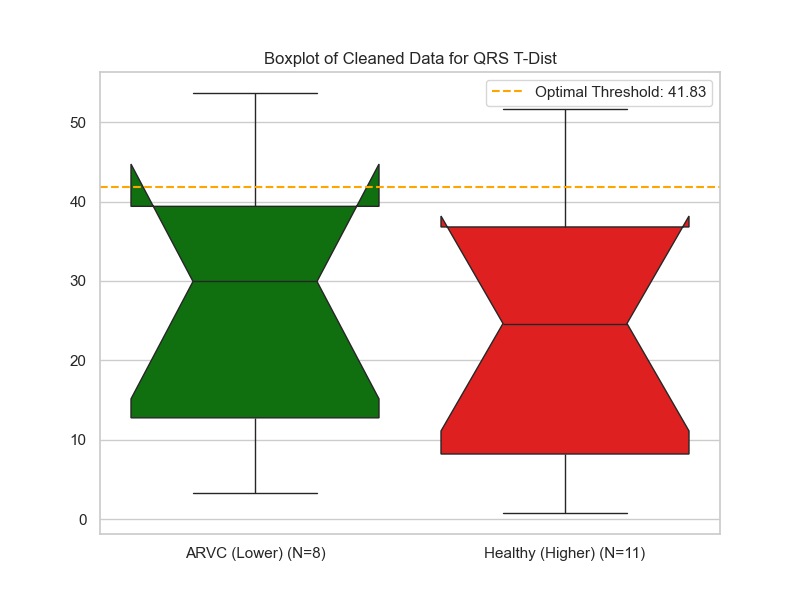 Boxplot of Cleaned Data for QRS T-Dist
Optimal Threshold: 41.83
50
40
30
20
10
0
ARVC (Lower) (N=8)
Healthy (Higher) (N=11)